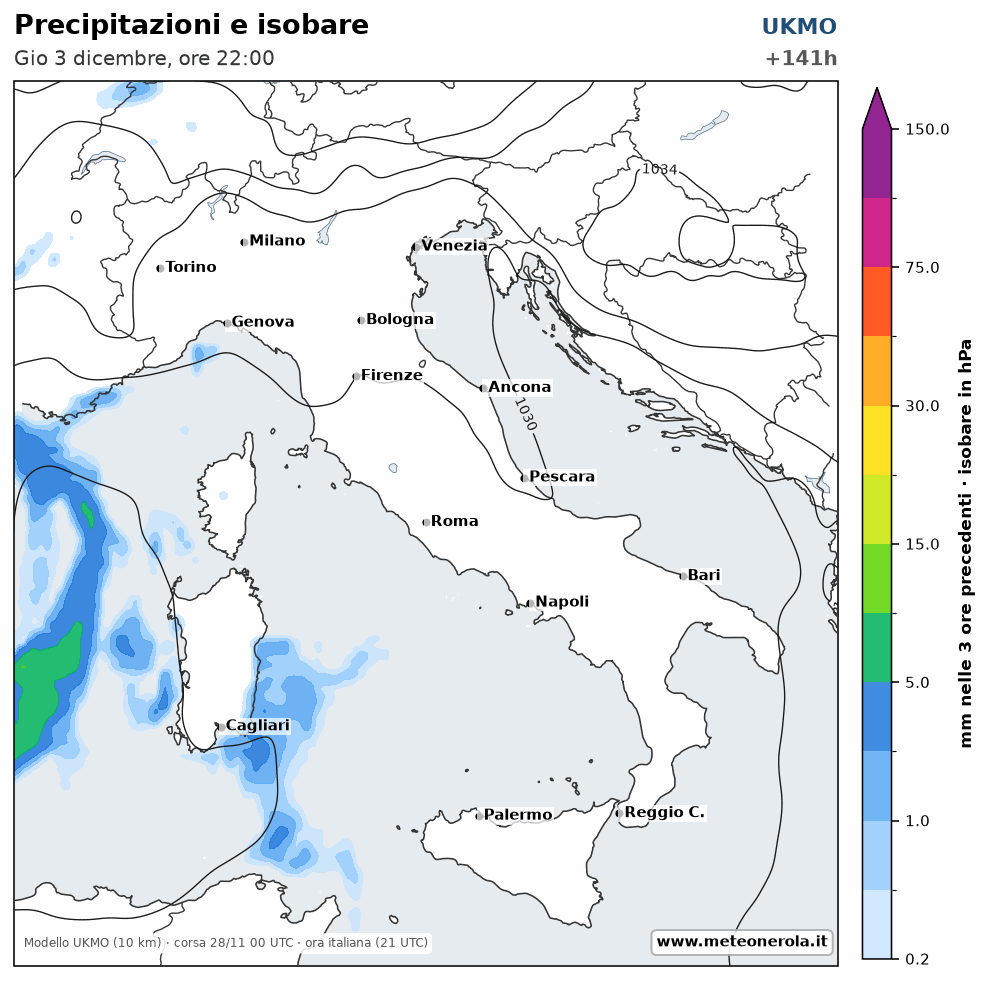 Precipitazioni e isobare
UKMO
Gio 3 dicembre, ore 22:00
+141h
1034
Milano
Venezia
Torino
Genova
Bologna
Firenze
Ancona
1030
Pescara
Roma
Bari
Napoli
Cagliari
Palermo
Reggio C.
Modello UKMO (10 km) · corsa 28/11 00 UTC · ora italiana (21 UTC)
www.meteonerola.it
150.0
75.0
30.0
15.0
5.0
1.0
0.2
mm nelle 3 ore precedenti · isobare in hPa